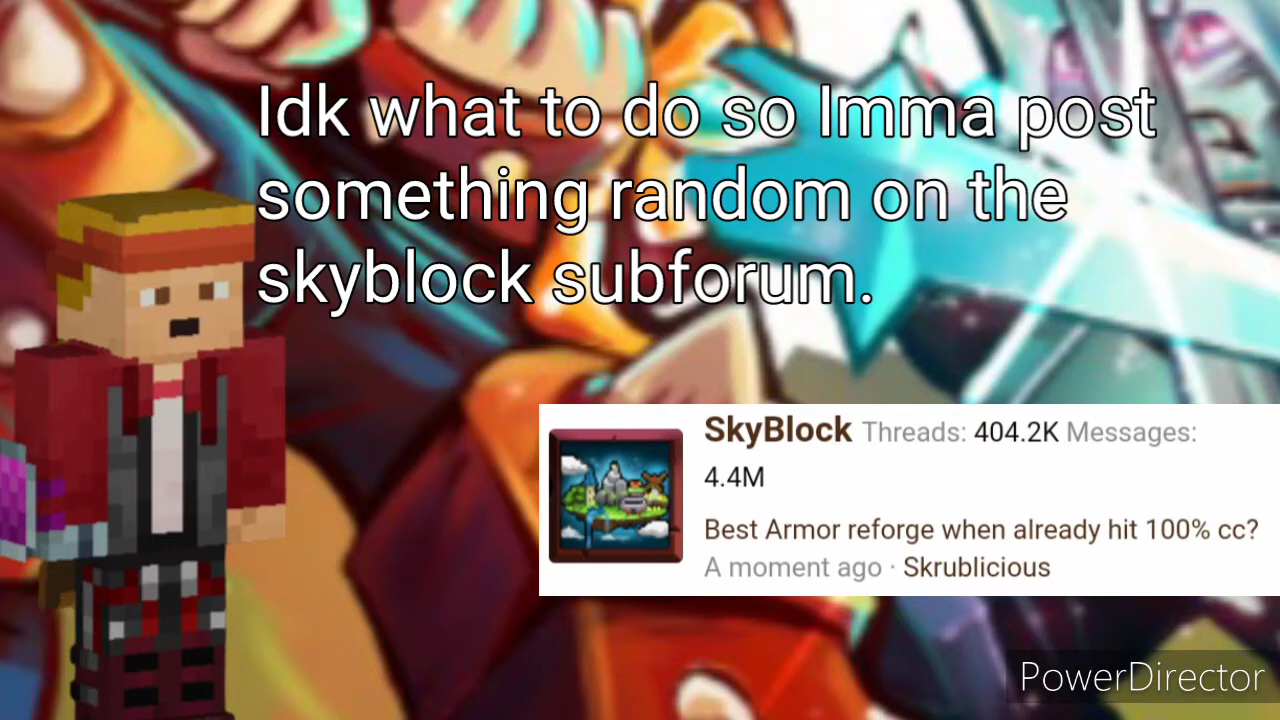 Idk what to do so Imma post
something random on the
skyblock subforum.
SkyBlock Threads: 404.2K Messages:
4.4M
Best Armor reforge when already hit 100% cc?
A moment ago · Skrublicious
PowerDirector